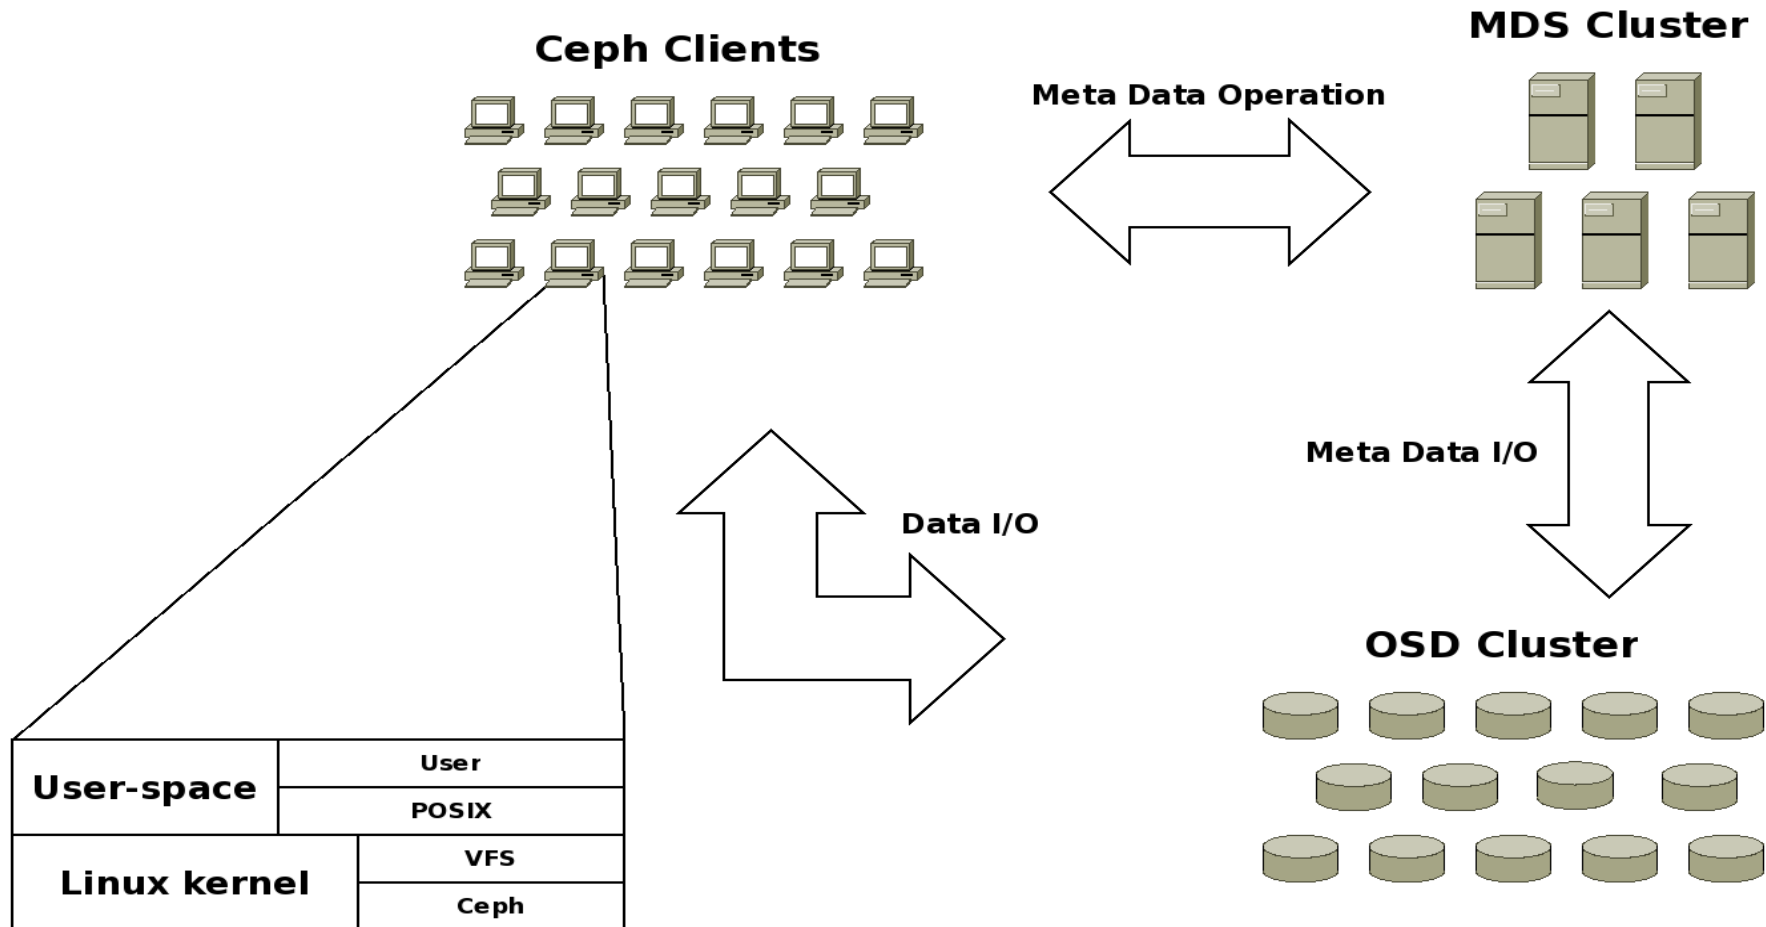 Ceph Clients
MDS Cluster
Meta Data Operation
Meta Data I/O
Data I/O
OSD Cluster
User-space
User
POSIX
Linux kernel
VFS
Ceph